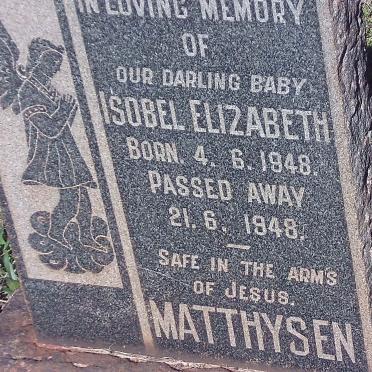 IN LOVING MEMORY
OF
OUR DARLING BABY
ISOBEL ELIZABETH
BORN. 4. 6. 1948.
PASSED AWAY
21. 6. 1948.
SAFE IN THE ARMS
OF JESUS.
MATTHYSEN